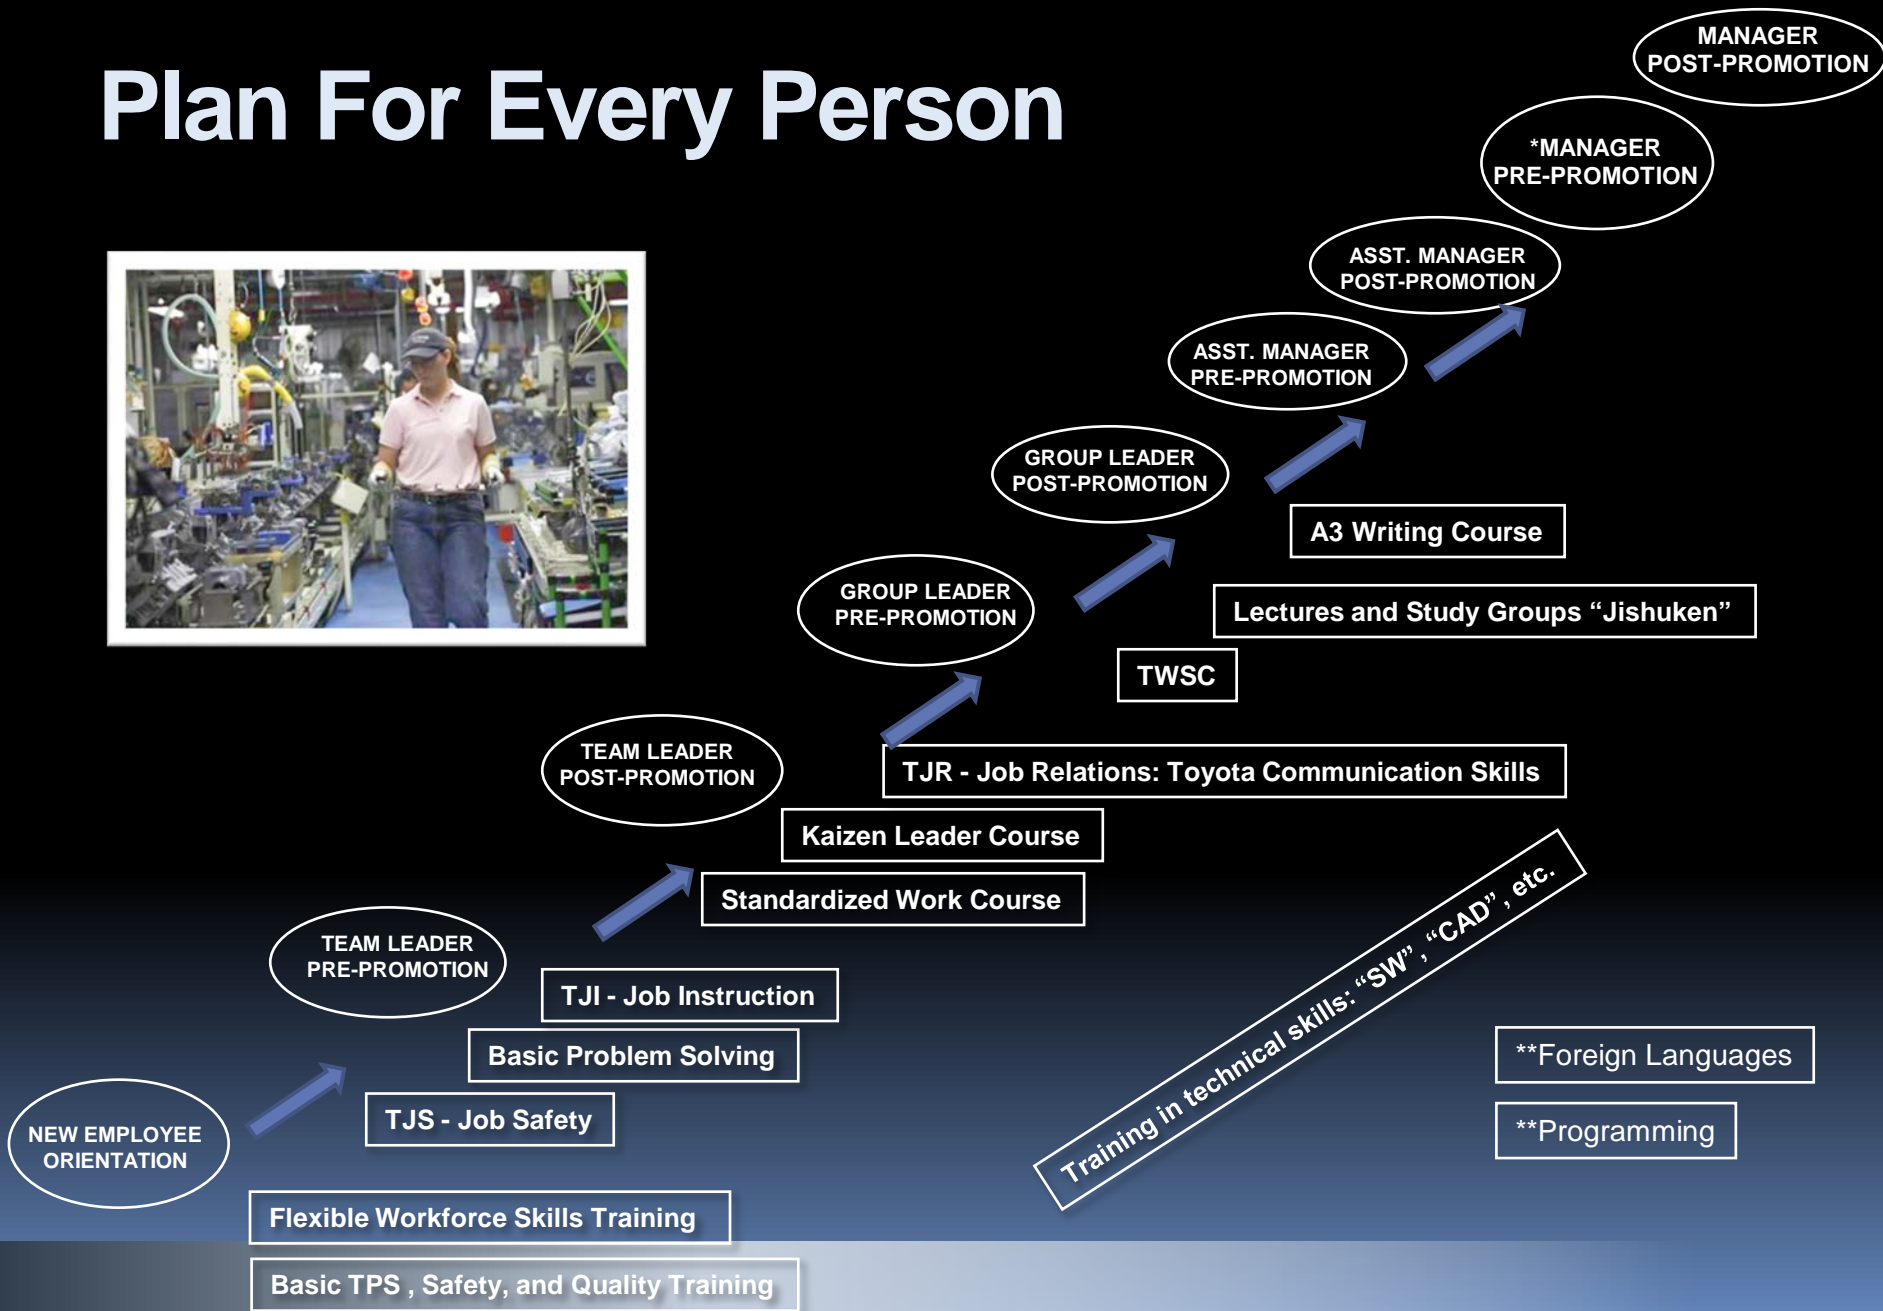 Plan For Every Person
MANAGER
POST-PROMOTION
*MANAGER
PRE-PROMOTION
ASST. MANAGER
POST-PROMOTION
ASST. MANAGER
PRE-PROMOTION
GROUP LEADER
POST-PROMOTION
A3 Writing Course
GROUP LEADER
PRE-PROMOTION
Lectures and Study Groups “Jishuken”
TWSC
TEAM LEADER
POST-PROMOTION
TJR - Job Relations: Toyota Communication Skills
Kaizen Leader Course
Standardized Work Course
TEAM LEADER
PRE-PROMOTION
TJI - Job Instruction
Training in technical skills: “SW”, “CAD”, etc.
Basic Problem Solving
**Foreign Languages
TJS - Job Safety
**Programming
NEW EMPLOYEE
ORIENTATION
Flexible Workforce Skills Training
Basic TPS , Safety, and Quality Training